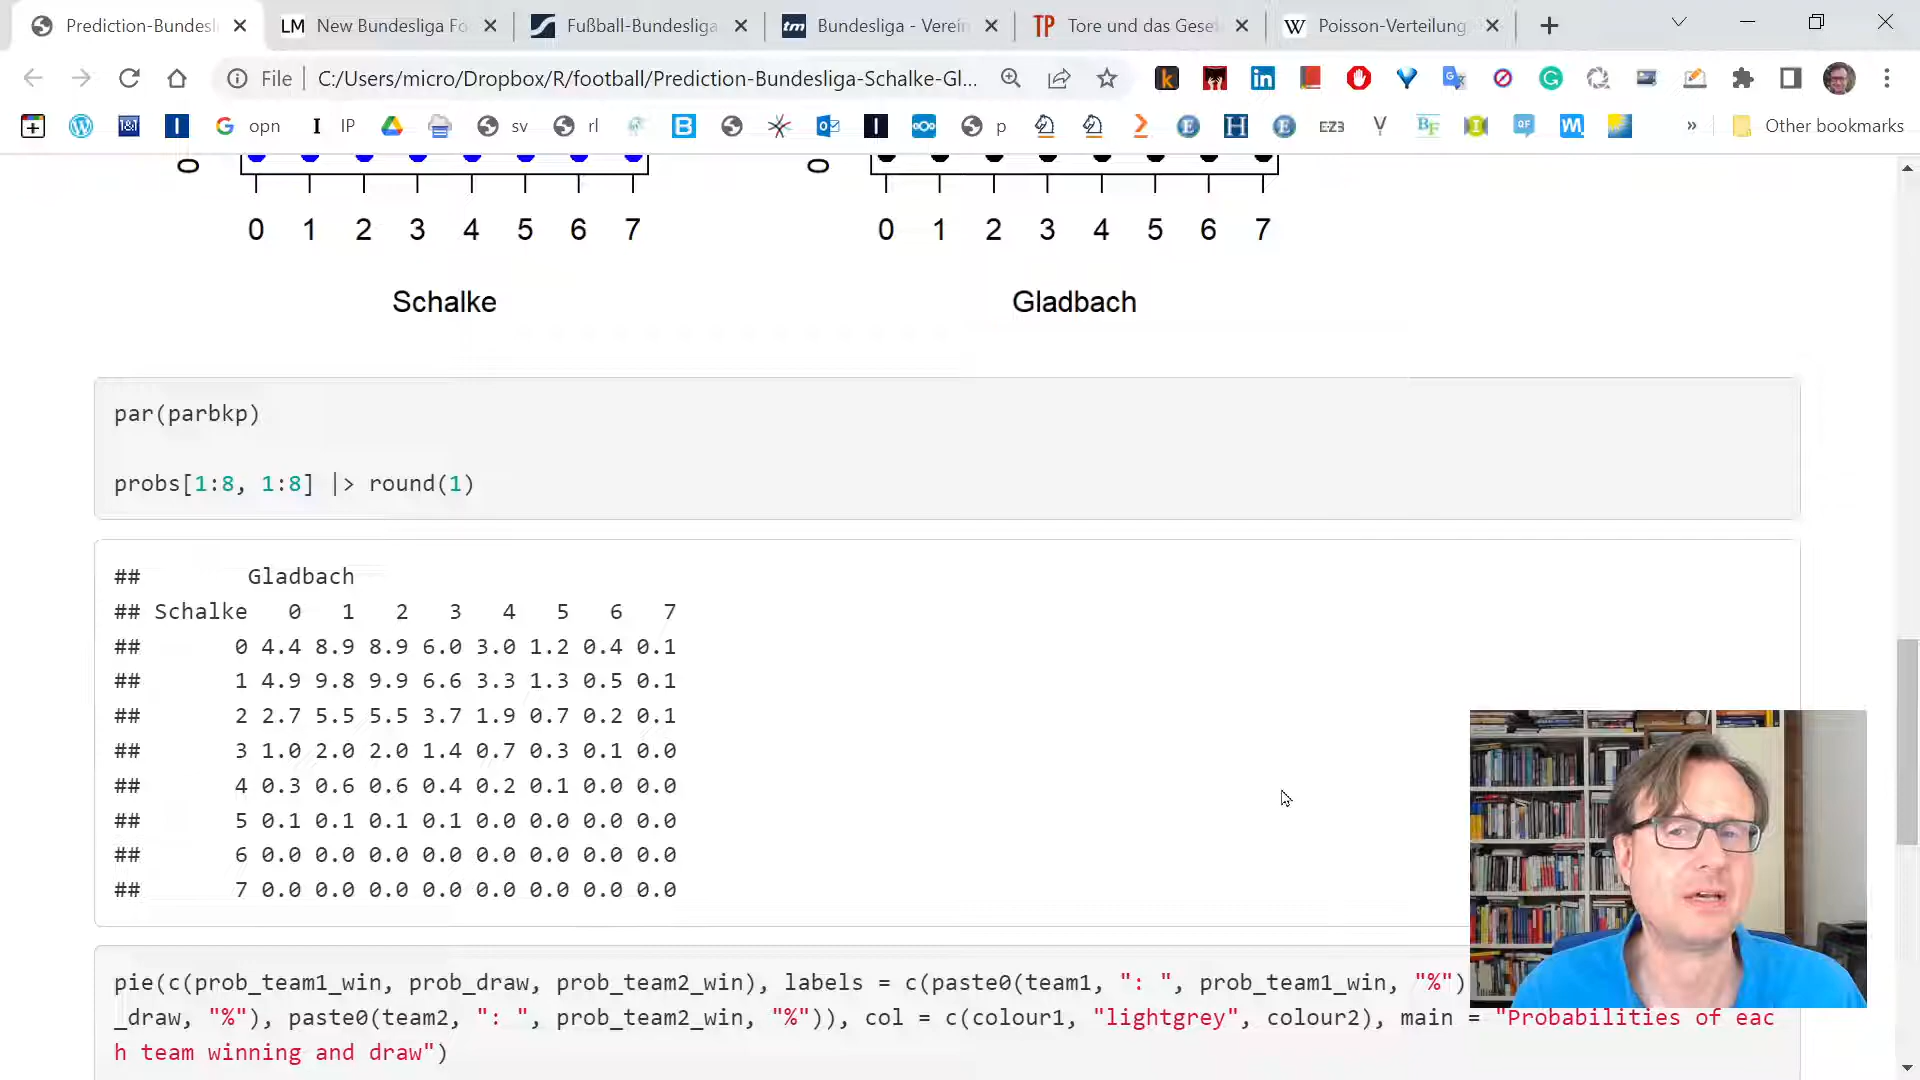 Prediction-Bundesl
LM New Bundesliga Fo
Fußball-Bundesliga
tm Bundesliga - Verein
TP Tore und das Geset
W Poisson-Verteilung
File C:/Users/micro/Dropbox/R/football/Prediction-Bundesliga-Schalke-Gl...
opn IP sv rl p EZ3 BF QF Other bookmarks
0 0
0 1 2 3 4 5 6 7 0 1 2 3 4 5 6 7
Schalke Gladbach
par(parbkp)
probs[1:8, 1:8] |> round(1)
## Gladbach
## Schalke 0 1 2 3 4 5 6 7
## 0 4.4 8.9 8.9 6.0 3.0 1.2 0.4 0.1
## 1 4.9 9.8 9.9 6.6 3.3 1.3 0.5 0.1
## 2 2.7 5.5 5.5 3.7 1.9 0.7 0.2 0.1
## 3 1.0 2.0 2.0 1.4 0.7 0.3 0.1 0.0
## 4 0.3 0.6 0.6 0.4 0.2 0.1 0.0 0.0
## 5 0.1 0.1 0.1 0.1 0.0 0.0 0.0 0.0
## 6 0.0 0.0 0.0 0.0 0.0 0.0 0.0 0.0
## 7 0.0 0.0 0.0 0.0 0.0 0.0 0.0 0.0
pie(c(prob_team1_win, prob_draw, prob_team2_win), labels = c(paste0(team1, ": ", prob_team1_win, "%")
_draw, "%"), paste0(team2, ": ", prob_team2_win, "%")), col = c(colour1, "lightgrey", colour2), main = "Probabilities of eac
h team winning and draw")